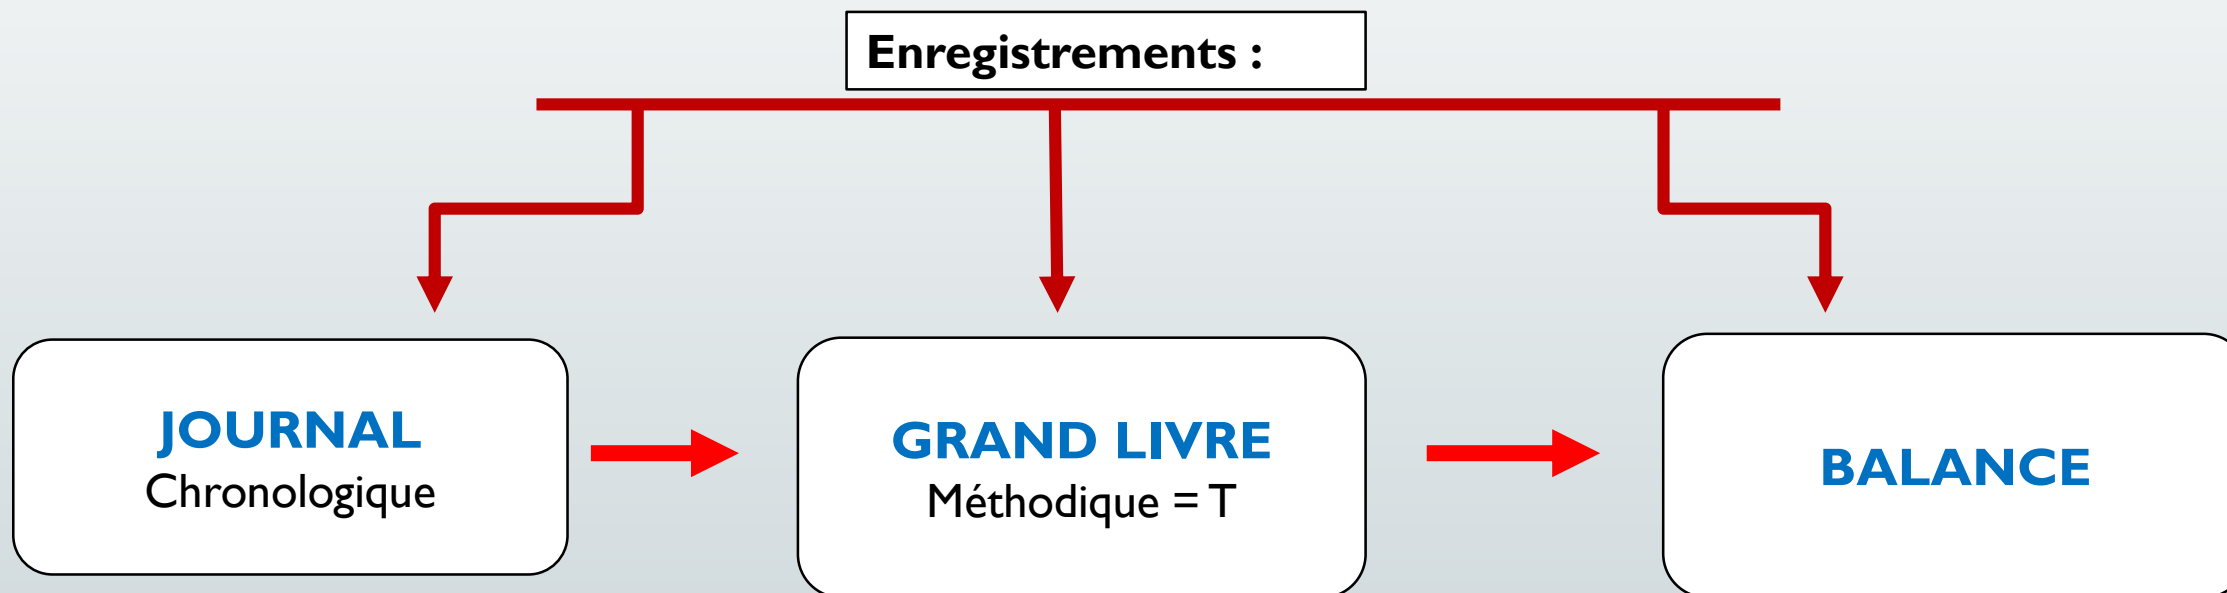 Enregistrements :
JOURNAL
Chronologique
GRAND LIVRE
Méthodique = T
BALANCE